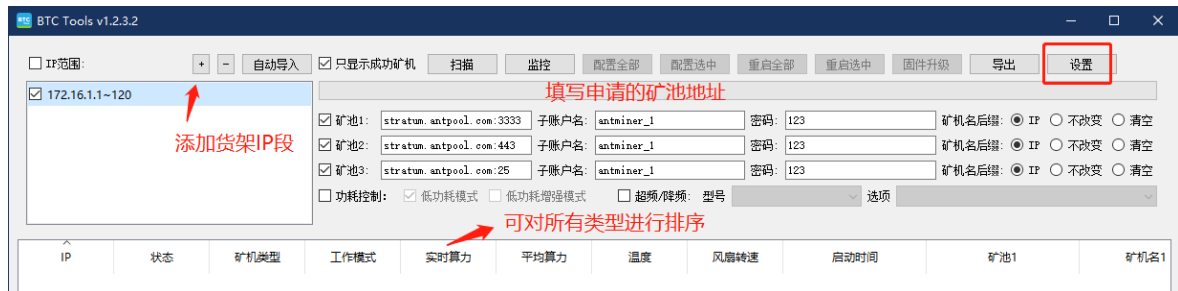 BTC Tools v1.2.3.2
IP范围: + - 自动导入 只显示成功矿机 扫描 监控 配置全部 配置选中 重启全部 重启选中 固件升级 导出 设置
172.16.1.1~120
填写申请的矿池地址
添加货架IP段
矿池1: stratum.antpool.com:3333 子账户名: antminer_1 密码: 123 矿机名后缀: IP 不改变 清空
矿池2: stratum.antpool.com:443 子账户名: antminer_1 密码: 123 矿机名后缀: IP 不改变 清空
矿池3: stratum.antpool.com:25 子账户名: antminer_1 密码: 123 矿机名后缀: IP 不改变 清空
功耗控制: 低功耗模式 低功耗增强模式 超频/降频: 型号 选项
可对所有类型进行排序
IP 状态 矿机类型 工作模式 实时算力 平均算力 温度 风扇转速 启动时间 矿池1 矿机名1